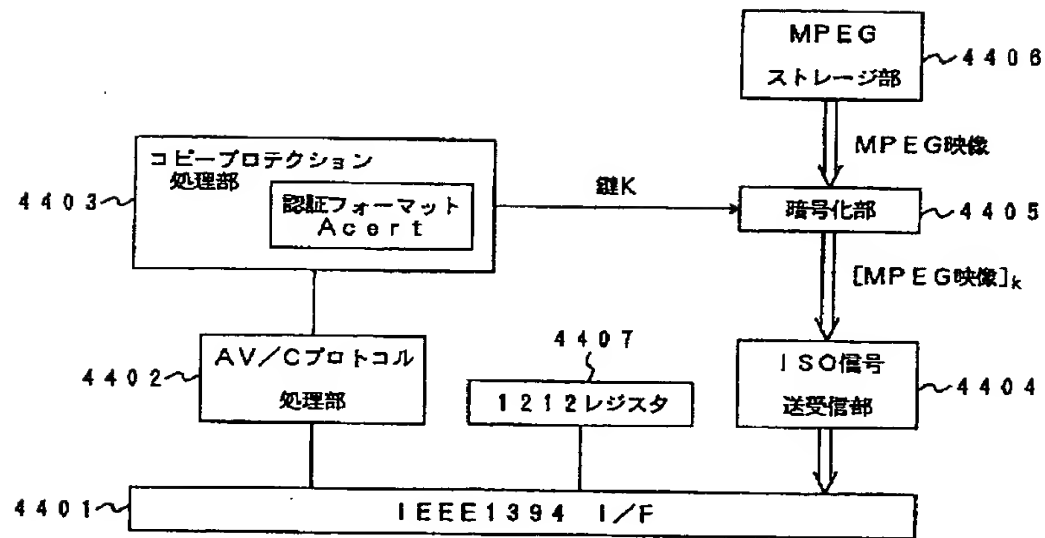 MPEG
ストレージ部
4406
MPEG映像
コピープロテクション
処理部
4403
認証フォーマット
Acert
鍵K
暗号化部
4405
[MPEG映像]k
4407
AV/Cプロトコル
処理部
4402
1212レジスタ
ISO信号
送受信部
4404
4401
IEEE1394 I/F